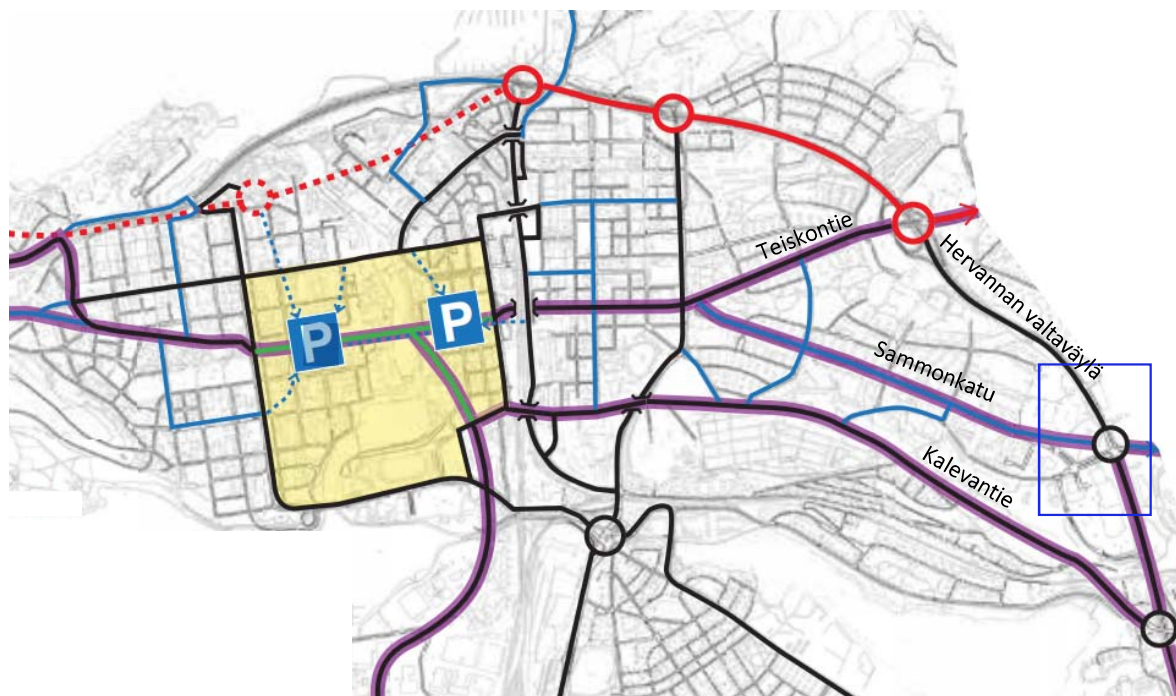 Teiskontie
Hervannan valtaväylä
P
P
Sammonkatu
Kalevantie